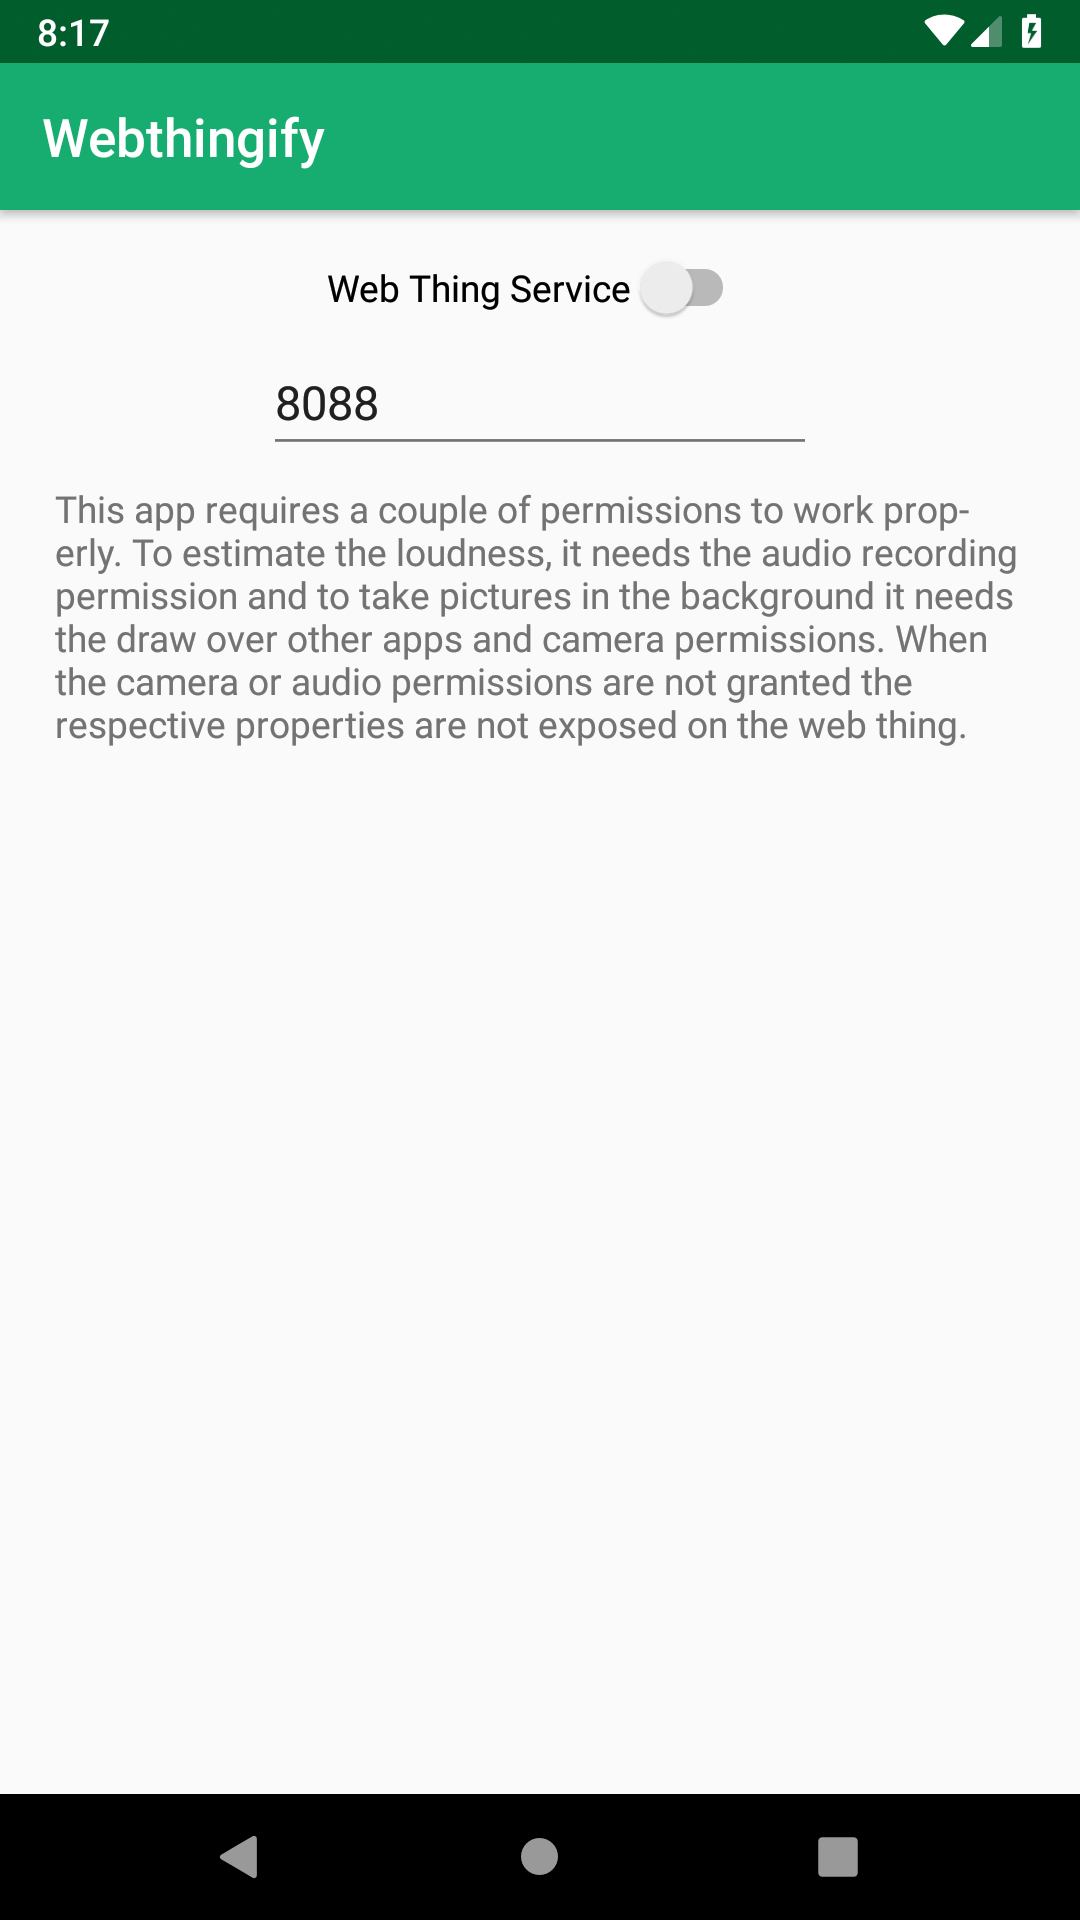 8:17
Webthingify
Web Thing Service
8088
This app requires a couple of permissions to work prop-
erly. To estimate the loudness, it needs the audio recording
permission and to take pictures in the background it needs
the draw over other apps and camera permissions. When
the camera or audio permissions are not granted the
respective properties are not exposed on the web thing.